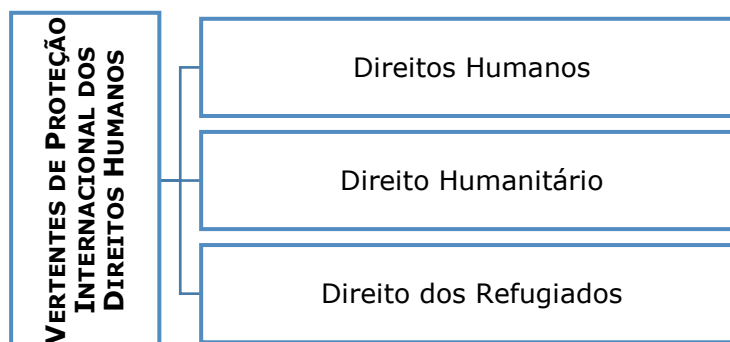 VERTENTES DE PROTEÇÃO
INTERNACIONAL DOS
DIREITOS HUMANOS
Direitos Humanos
Direito Humanitário
Direito dos Refugiados